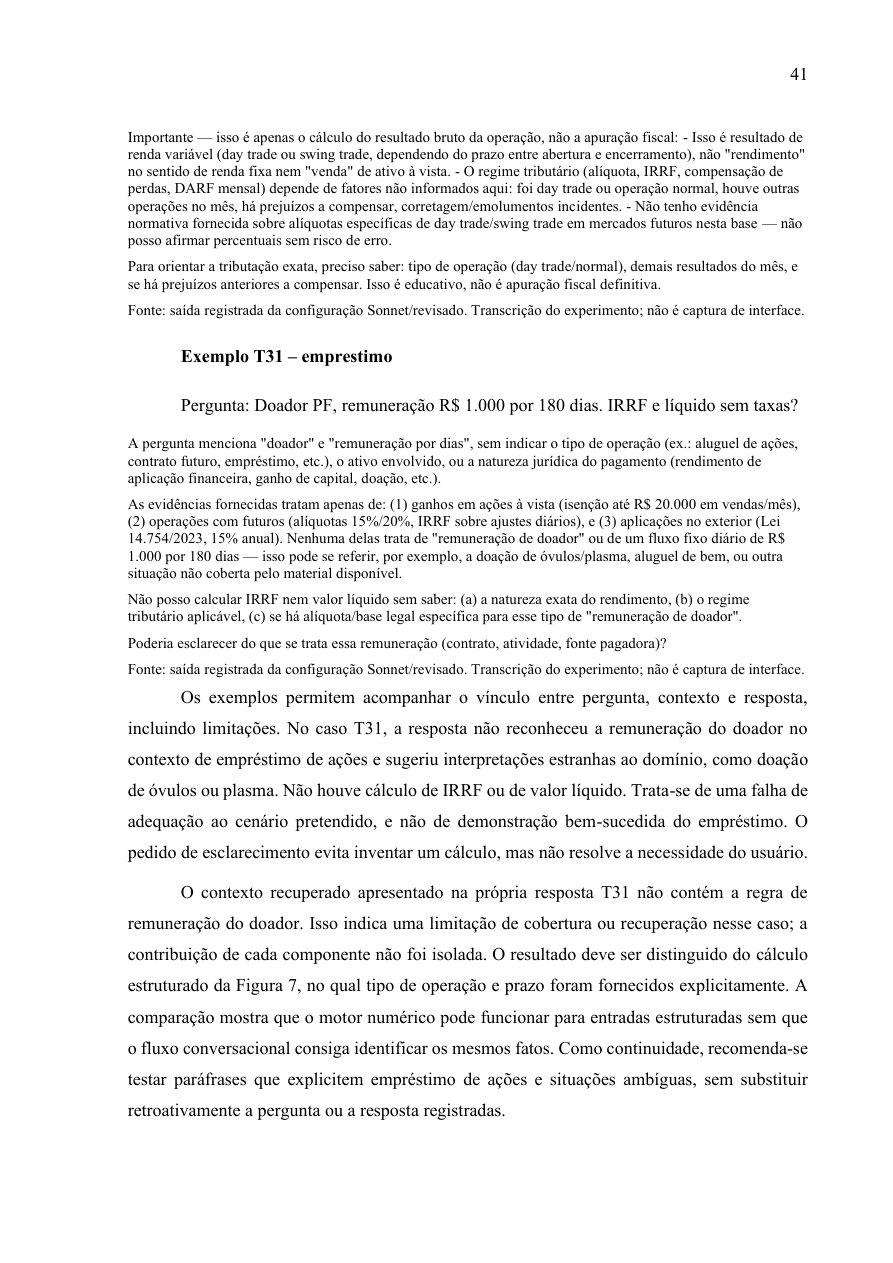 41
Importante — isso é apenas o cálculo do resultado bruto da operação, não a apuração fiscal: - Isso é resultado de
renda variável (day trade ou swing trade, dependendo do prazo entre abertura e encerramento), não "rendimento"
no sentido de renda fixa nem "venda" de ativo à vista. - O regime tributário (alíquota, IRRF, compensação de
perdas, DARF mensal) depende de fatores não informados aqui: foi day trade ou operação normal, houve outras
operações no mês, há prejuízos a compensar, corretagem/emolumentos incidentes. - Não tenho evidência
normativa fornecida sobre alíquotas específicas de day trade/swing trade em mercados futuros nesta base — não
posso afirmar percentuais sem risco de erro.
Para orientar a tributação exata, preciso saber: tipo de operação (day trade/normal), demais resultados do mês, e
se há prejuízos anteriores a compensar. Isso é educativo, não é apuração fiscal definitiva.
Fonte: saída registrada da configuração Sonnet/revisado. Transcrição do experimento; não é captura de interface.
Exemplo T31 – emprestimo
Pergunta: Doador PF, remuneração R$ 1.000 por 180 dias. IRRF e líquido sem taxas?
A pergunta menciona "doador" e "remuneração por dias", sem indicar o tipo de operação (ex.: aluguel de ações,
contrato futuro, empréstimo, etc.), o ativo envolvido, ou a natureza jurídica do pagamento (rendimento de
aplicação financeira, ganho de capital, doação, etc.).
As evidências fornecidas tratam apenas de: (1) ganhos em ações à vista (isenção até R$ 20.000 em vendas/mês),
(2) operações com futuros (alíquotas 15%/20%, IRRF sobre ajustes diários), e (3) aplicações no exterior (Lei
14.754/2023, 15% anual). Nenhuma delas trata de "remuneração de doador" ou de um fluxo fixo diário de R$
1.000 por 180 dias — isso pode se referir, por exemplo, a doação de óvulos/plasma, aluguel de bem, ou outra
situação não coberta pelo material disponível.
Não posso calcular IRRF nem valor líquido sem saber: (a) a natureza exata do rendimento, (b) o regime
tributário aplicável, (c) se há alíquota/base legal específica para esse tipo de "remuneração de doador".
Poderia esclarecer do que se trata essa remuneração (contrato, atividade, fonte pagadora)?
Fonte: saída registrada da configuração Sonnet/revisado. Transcrição do experimento; não é captura de interface.
Os exemplos permitem acompanhar o vínculo entre pergunta, contexto e resposta,
incluindo limitações. No caso T31, a resposta não reconheceu a remuneração do doador no
contexto de empréstimo de ações e sugeriu interpretações estranhas ao domínio, como doação
de óvulos ou plasma. Não houve cálculo de IRRF ou de valor líquido. Trata-se de uma falha de
adequação ao cenário pretendido, e não de demonstração bem-sucedida do empréstimo. O
pedido de esclarecimento evita inventar um cálculo, mas não resolve a necessidade do usuário.
O contexto recuperado apresentado na própria resposta T31 não contém a regra de
remuneração do doador. Isso indica uma limitação de cobertura ou recuperação nesse caso; a
contribuição de cada componente não foi isolada. O resultado deve ser distinguido do cálculo
estruturado da Figura 7, no qual tipo de operação e prazo foram fornecidos explicitamente. A
comparação mostra que o motor numérico pode funcionar para entradas estruturadas sem que
o fluxo conversacional consiga identificar os mesmos fatos. Como continuidade, recomenda-se
testar paráfrases que explicitem empréstimo de ações e situações ambíguas, sem substituir
retroativamente a pergunta ou a resposta registradas.